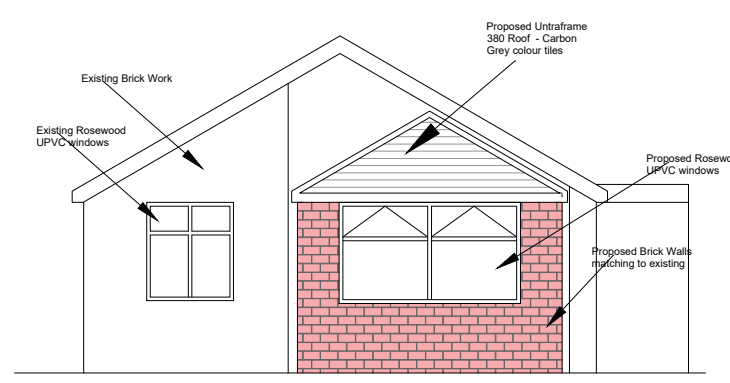 Proposed Untraframe
380 Roof - Carbon
Grey colour tiles
Existing Brick Work
Existing Rosewood
UPVC windows
Proposed
UPVC windows
Proposed Brick Walls
matching to existing